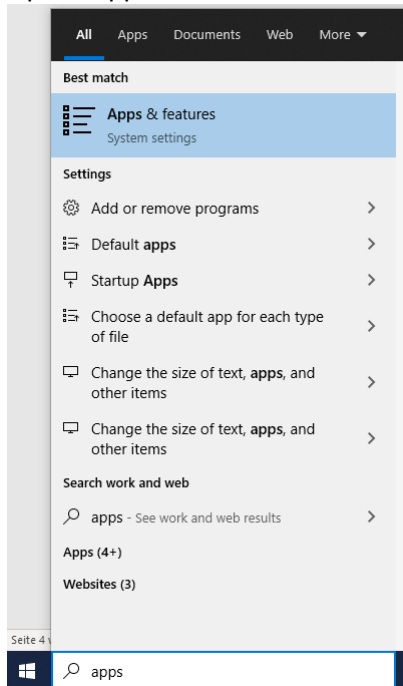 All Apps Documents Web More
Best match
Apps & features
System settings
Settings
Add or remove programs
Default apps
Startup Apps
Choose a default app for each type
of file
Change the size of text, apps, and
other items
Change the size of text, apps, and
other items
Search work and web
apps - See work and web results
Apps (4+)
Websites (3)
Seite 4
apps